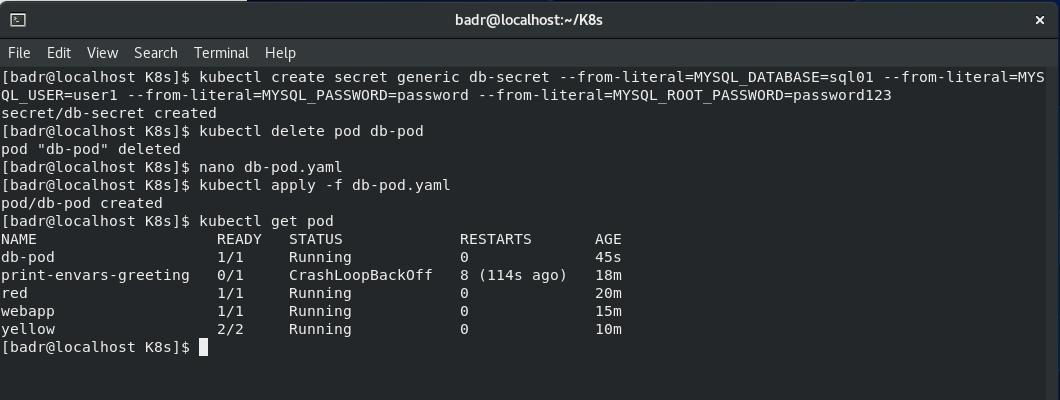 badr@localhost:~/K8s
File Edit View Search Terminal Help
[badr@localhost K8s]$ kubectl create secret generic db-secret --from-literal=MYSQL_DATABASE=sql01 --from-literal=MYS
QL_USER=user1 --from-literal=MYSQL_PASSWORD=password --from-literal=MYSQL_ROOT_PASSWORD=password123
secret/db-secret created
[badr@localhost K8s]$ kubectl delete pod db-pod
pod "db-pod" deleted
[badr@localhost K8s]$ nano db-pod.yaml
[badr@localhost K8s]$ kubectl apply -f db-pod.yaml
pod/db-pod created
[badr@localhost K8s]$ kubectl get pod
NAME                    READY   STATUS             RESTARTS       AGE
db-pod                  1/1     Running            0              45s
print-envars-greeting   0/1     CrashLoopBackOff   8 (114s ago)   18m
red                     1/1     Running            0              20m
webapp                  1/1     Running            0              15m
yellow                  2/2     Running            0              10m
[badr@localhost K8s]$